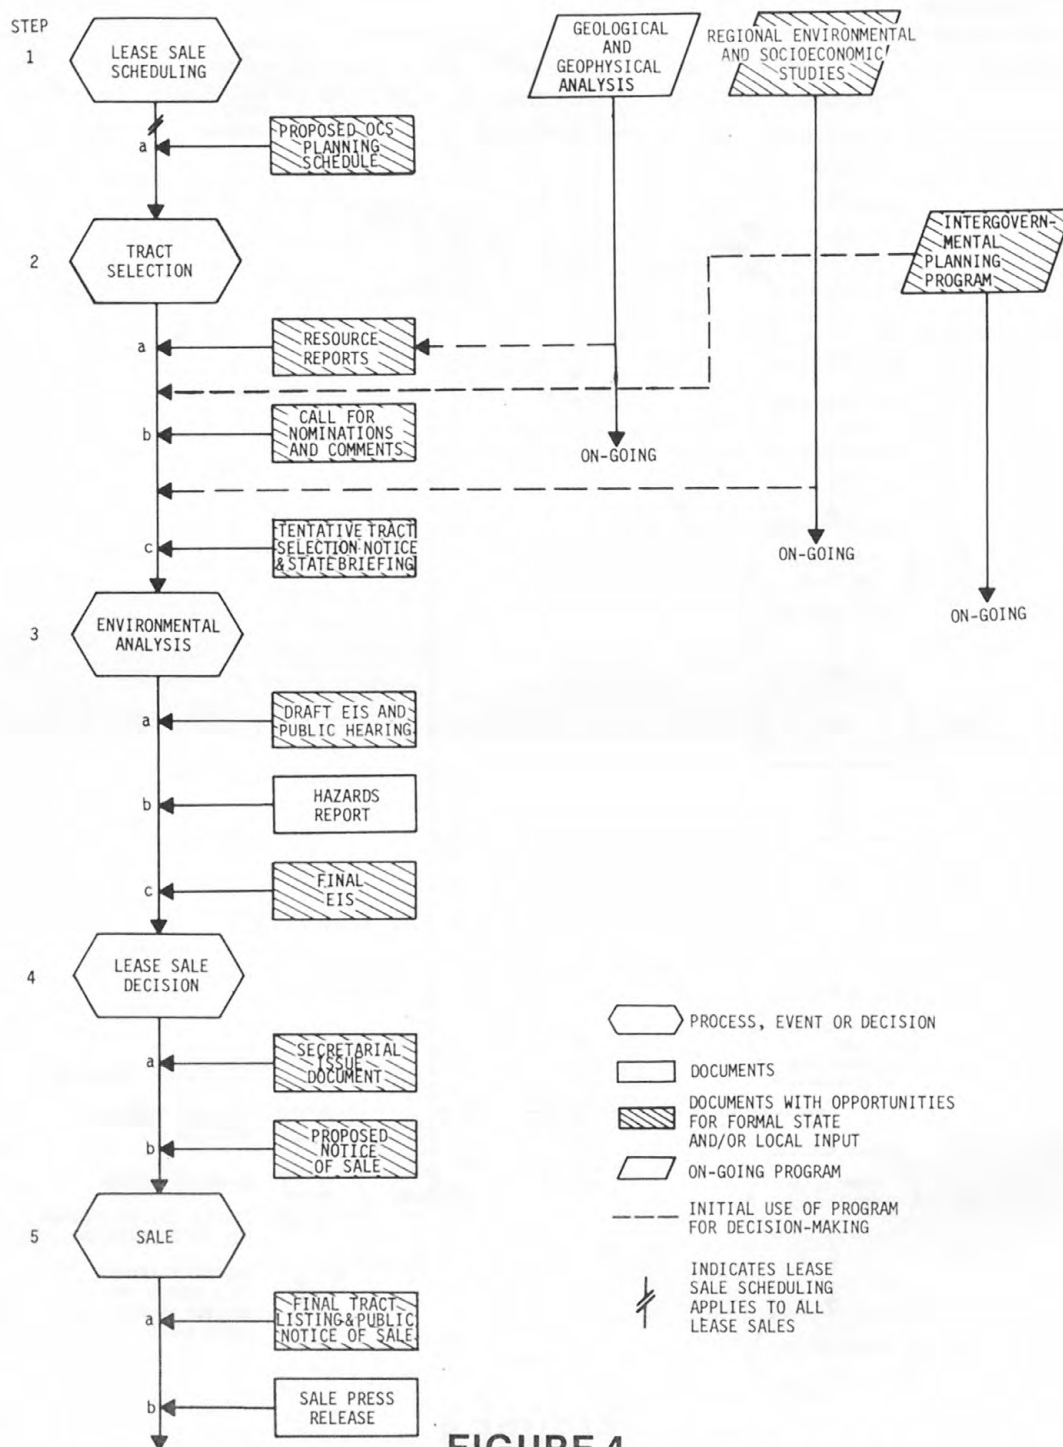 STEP
1
LEASE SALE
SCHEDULING
GEOLOGICAL
AND
GEOPHYSICAL
ANALYSIS
REGIONAL ENVIRONMENTAL
AND SOCIOECONOMIC
STUDIES
a
PROPOSED OCS
PLANNING
SCHEDULE
INTERGOVERN-
MENTAL
PLANNING
PROGRAM
2
TRACT
SELECTION
a
RESOURCE
REPORTS
b
CALL FOR
NOMINATIONS
AND COMMENTS
ON-GOING
c
TENTATIVE TRACT
SELECTION NOTICE
& STATE BRIEFING
ON-GOING
ON-GOING
3
ENVIRONMENTAL
ANALYSIS
a
DRAFT EIS AND
PUBLIC HEARING
b
HAZARDS
REPORT
c
FINAL
EIS
4
LEASE SALE
DECISION
a
SECRETARIAL
ISSUE
DOCUMENT
b
PROPOSED
NOTICE
OF SALE
5
SALE
a
FINAL TRACT
LISTING & PUBLIC
NOTICE OF SALE
b
SALE PRESS
RELEASE
PROCESS, EVENT OR DECISION
DOCUMENTS
DOCUMENTS WITH OPPORTUNITIES
FOR FORMAL STATE
AND/OR LOCAL INPUT
ON-GOING PROGRAM
INITIAL USE OF PROGRAM
FOR DECISION-MAKING
INDICATES LEASE
SALE SCHEDULING
APPLIES TO ALL
LEASE SALES
FIGURE 4